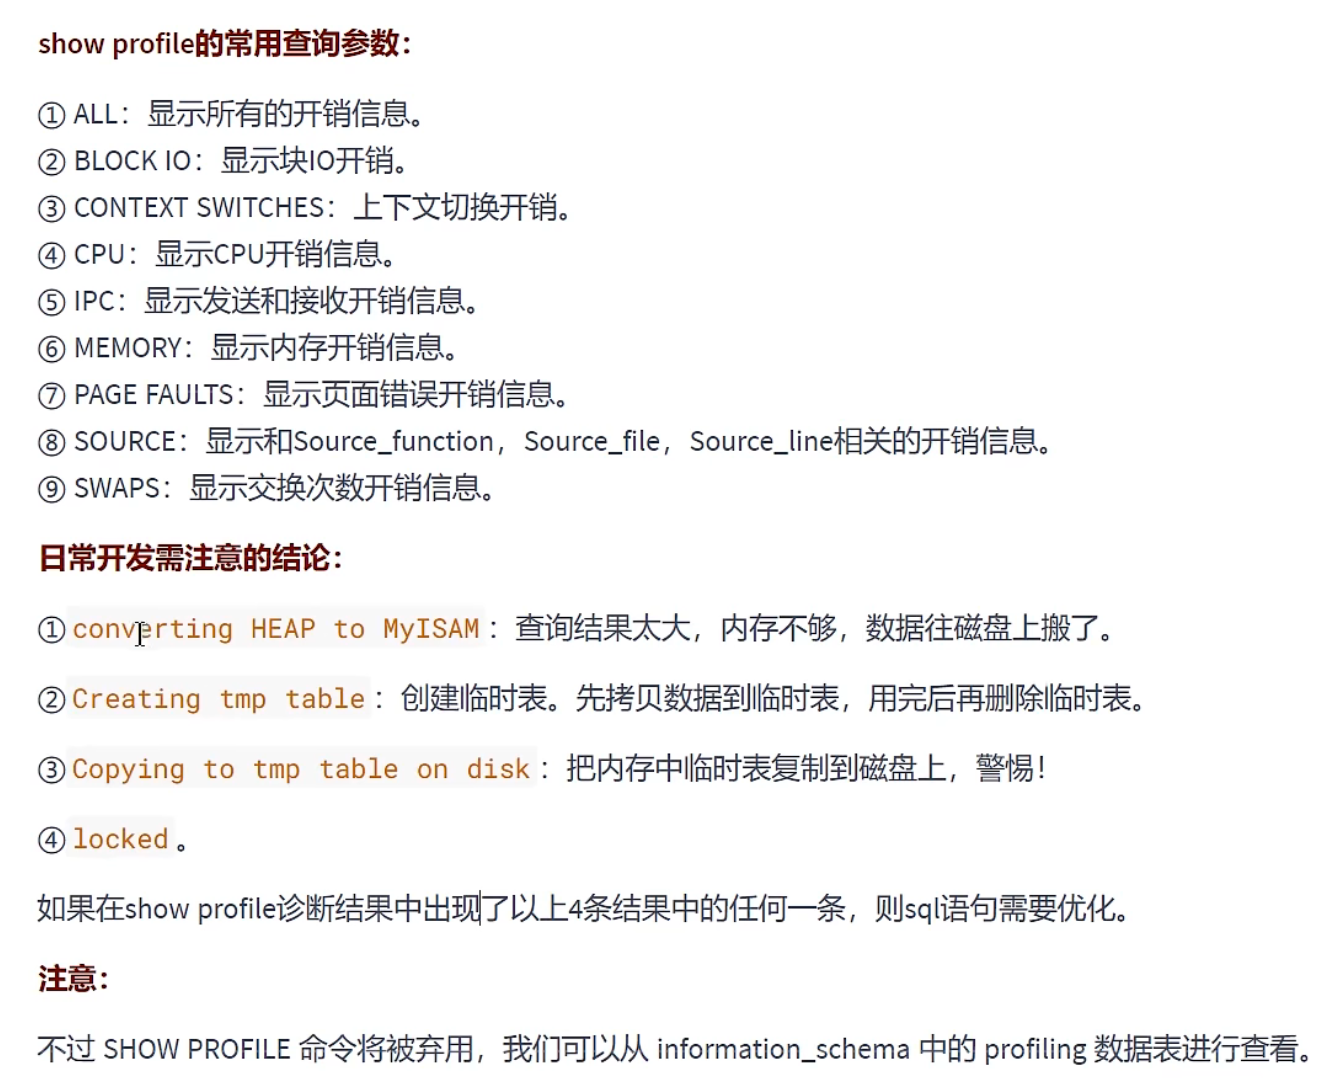 show profile的常用查询参数：
① ALL：显示所有的开销信息。
② BLOCK IO：显示块IO开销。
③ CONTEXT SWITCHES：上下文切换开销。
④ CPU：显示CPU开销信息。
⑤ IPC：显示发送和接收开销信息。
⑥ MEMORY：显示内存开销信息。
⑦ PAGE FAULTS：显示页面错误开销信息。
⑧ SOURCE：显示和Source_function，Source_file，Source_line相关的开销信息。
⑨ SWAPS：显示交换次数开销信息。
日常开发需注意的结论：
① converting HEAP to MyISAM：查询结果太大，内存不够，数据往磁盘上搬了。
② Creating tmp table：创建临时表。先拷贝数据到临时表，用完后再删除临时表。
③ Copying to tmp table on disk：把内存中临时表复制到磁盘上，警惕！
④ locked。
如果在show profile诊断结果中出现了以上4条结果中的任何一条，则sql语句需要优化。
注意：
不过 SHOW PROFILE 命令将被弃用，我们可以从 information_schema 中的 profiling 数据表进行查看。